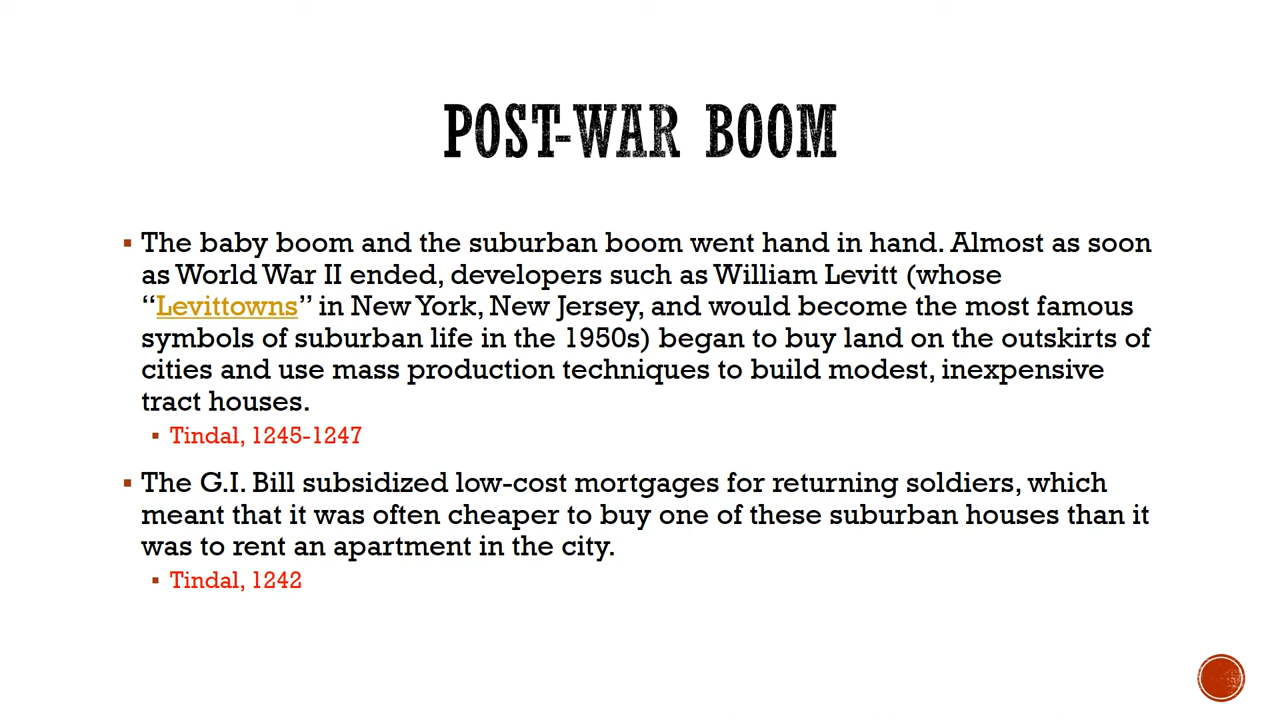 POST-WAR BOOM
▪ The baby boom and the suburban boom went hand in hand. Almost as soon
as World War II ended, developers such as William Levitt (whose
“Levittowns” in New York, New Jersey, and would become the most famous
symbols of suburban life in the 1950s) began to buy land on the outskirts of
cities and use mass production techniques to build modest, inexpensive
tract houses.
▪ Tindal, 1245-1247
▪ The G.I. Bill subsidized low-cost mortgages for returning soldiers, which
meant that it was often cheaper to buy one of these suburban houses than it
was to rent an apartment in the city.
▪ Tindal, 1242